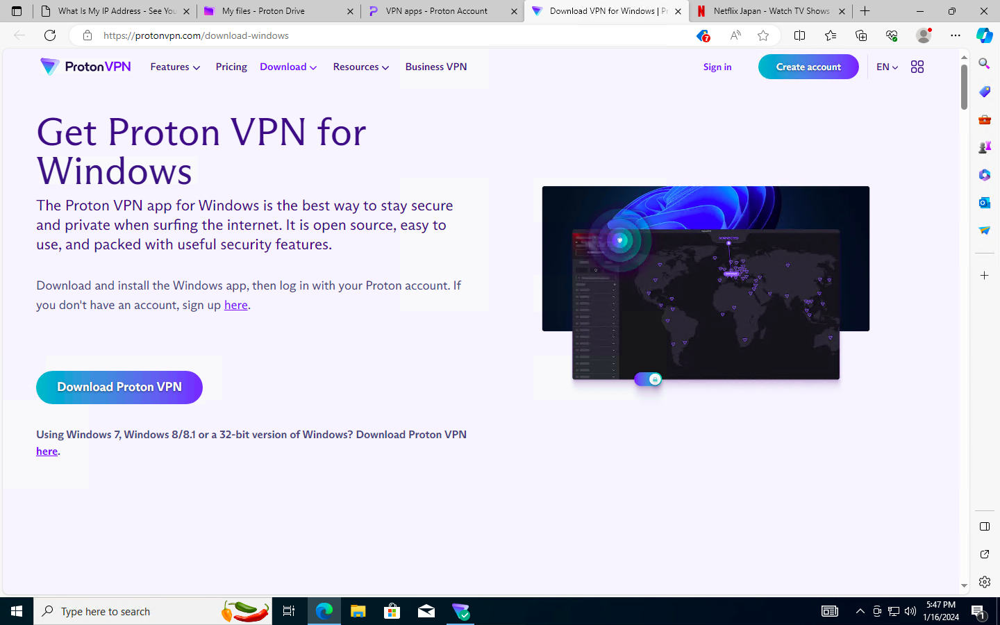 What Is My IP Address - See You
My files - Proton Drive
VPN apps - Proton Account
Download VPN for Windows | Pr
Netflix Japan - Watch TV Shows
https://protonvpn.com/download-windows
7
ProtonVPN
Features
Pricing
Download
Resources
Business VPN
Sign in
Create account
EN
Get Proton VPN for
Windows
The Proton VPN app for Windows is the best way to stay secure
and private when surfing the internet. It is open source, easy to
use, and packed with useful security features.
Download and install the Windows app, then log in with your Proton account. If
you don't have an account, sign up here.
CONNECTED
Download Proton VPN
Using Windows 7, Windows 8/8.1 or a 32-bit version of Windows? Download Proton VPN
here.
Type here to search
5:47 PM
1/16/2024
1